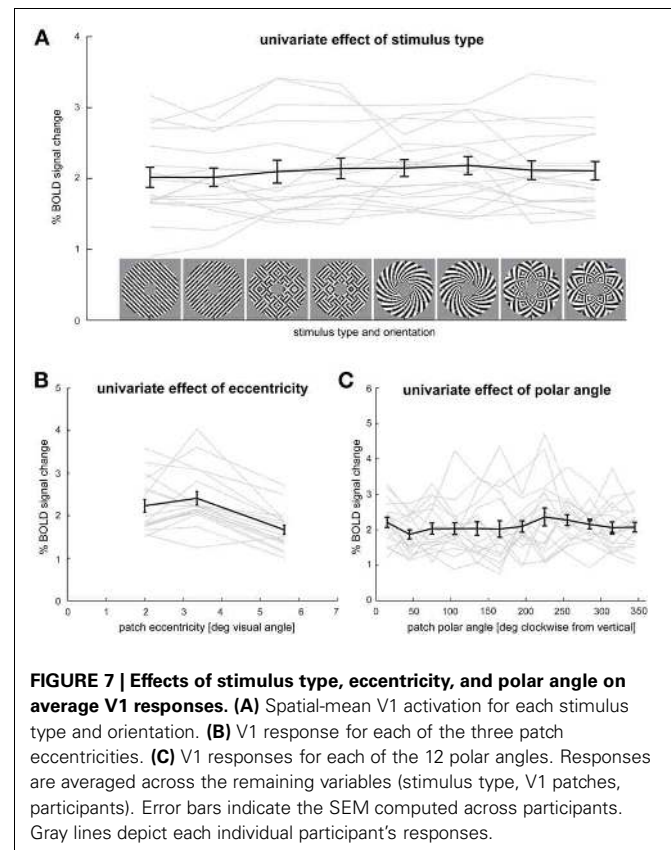 A
univariate effect of stimulus type
4
3
2
1
0
% BOLD signal change
stimulus type and orientation
B
univariate effect of eccentricity
5
4
3
2
1
0
% BOLD signal change
0 1 2 3 4 5 6 7
patch eccentricity [deg visual angle]
C
univariate effect of polar angle
6
5
4
3
2
1
0
% BOLD signal change
0 50 100 150 200 250 300 350
patch polar angle [deg clockwise from vertical]
FIGURE 7 | Effects of stimulus type, eccentricity, and polar angle on
average V1 responses. (A) Spatial-mean V1 activation for each stimulus
type and orientation. (B) V1 response for each of the three patch
eccentricities. (C) V1 responses for each of the 12 polar angles. Responses
are averaged across the remaining variables (stimulus type, V1 patches,
participants). Error bars indicate the SEM computed across participants.
Gray lines depict each individual participant's responses.